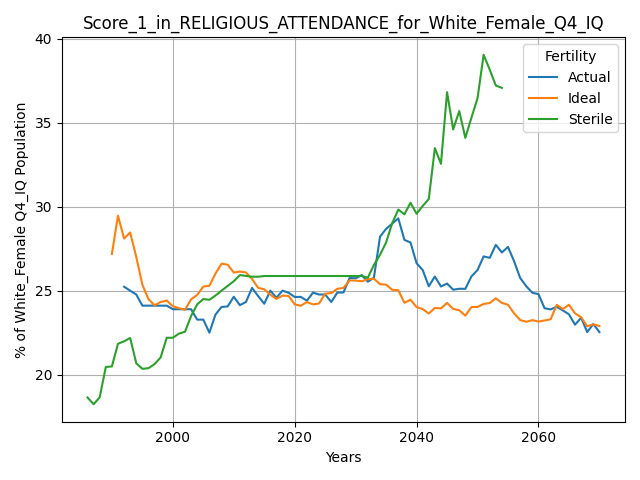 Score_1_in_RELIGIOUS_ATTENDANCE_for_White_Female_Q4_IQ
% of White_Female Q4_IQ Population
40
35
30
25
20
Fertility
Actual
Ideal
Sterile
2000
2020
2040
2060
Years